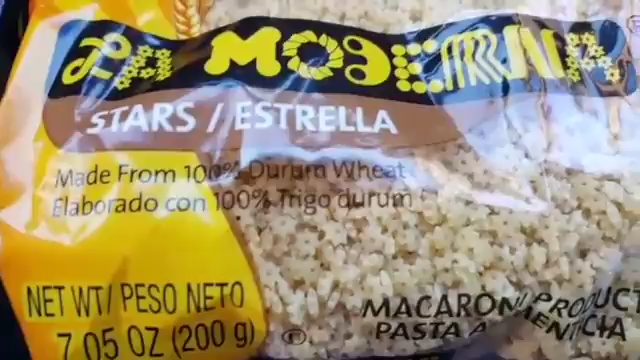 LA MODERNA
STARS / ESTRELLA
Made From 100% Durum Wheat
Elaborado con 100% Trigo durum
NET WT/ PESO NETO
7.05 OZ (200 g)
MACARONI PRODUCT
PASTA ALIMENTICIA